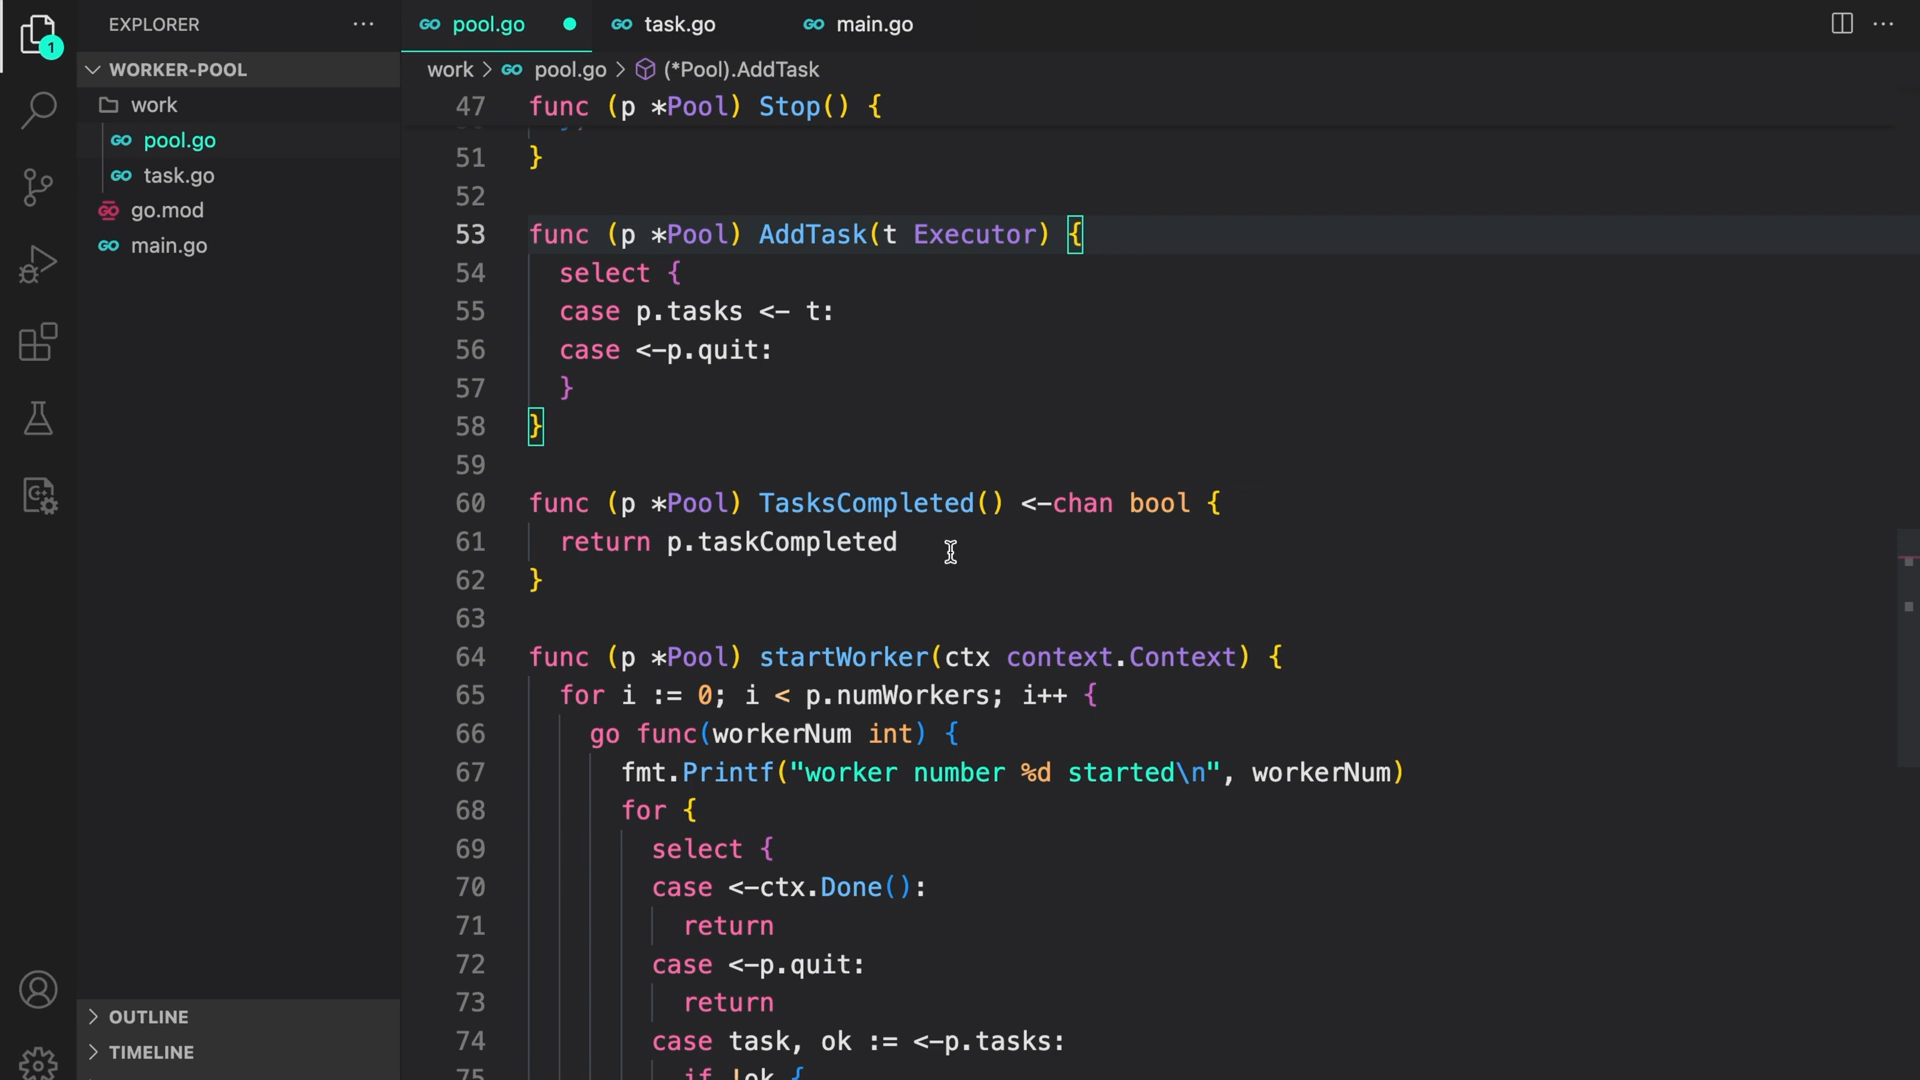 EXPLORER
pool.go
task.go
main.go
1
WORKER-POOL
work
pool.go
task.go
go.mod
main.go
OUTLINE
TIMELINE
work > pool.go > (*Pool).AddTask
47 func (p *Pool) Stop() {
51 }
52
53 func (p *Pool) AddTask(t Executor) {
54 select {
55 case p.tasks <- t:
56 case <-p.quit:
57 }
58 }
59
60 func (p *Pool) TasksCompleted() <-chan bool {
61 return p.taskCompleted
62 }
63
64 func (p *Pool) startWorker(ctx context.Context) {
65 for i := 0; i < p.numWorkers; i++ {
66 go func(workerNum int) {
67 fmt.Printf("worker number %d started\n", workerNum)
68 for {
69 select {
70 case <-ctx.Done():
71 return
72 case <-p.quit:
73 return
74 case task, ok := <-p.tasks:
75 if !ok {